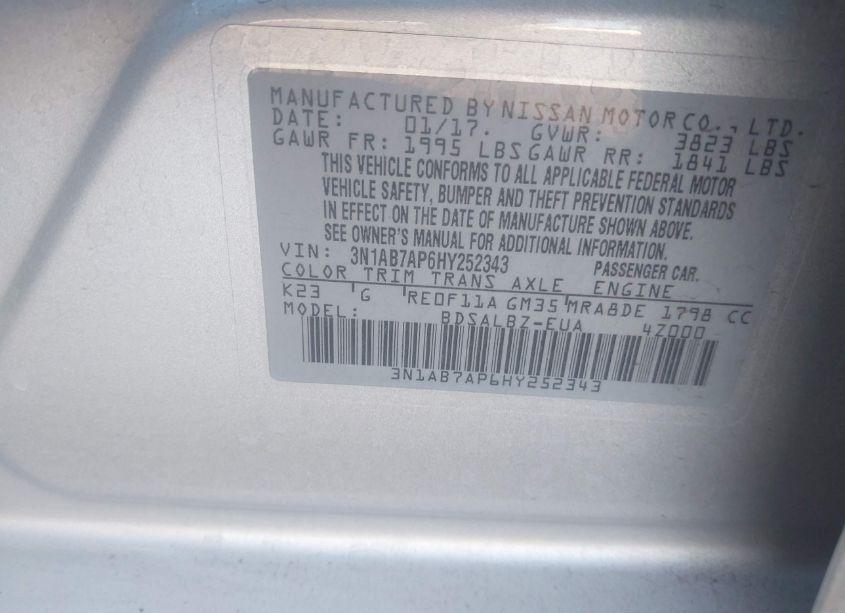 MANUFACTURED BY NISSAN MOTOR CO., LTD.
DATE: 01/17. GVWR: 3823 LBS
GAWR FR: 1995 LBS GAWR RR: 1841 LBS
THIS VEHICLE CONFORMS TO ALL APPLICABLE FEDERAL MOTOR
VEHICLE SAFETY, BUMPER AND THEFT PREVENTION STANDARDS
IN EFFECT ON THE DATE OF MANUFACTURE SHOWN ABOVE.
SEE OWNER'S MANUAL FOR ADDITIONAL INFORMATION.
VIN: 3N1AB7AP6HY252343 PASSENGER CAR.
COLOR TRIM TRANS AXLE ENGINE
K23 G RE0F11A GM35 MRA8DE 1798 CC
MODEL: BDSALBZ-EUA 4Z000
3N1AB7AP6HY252343